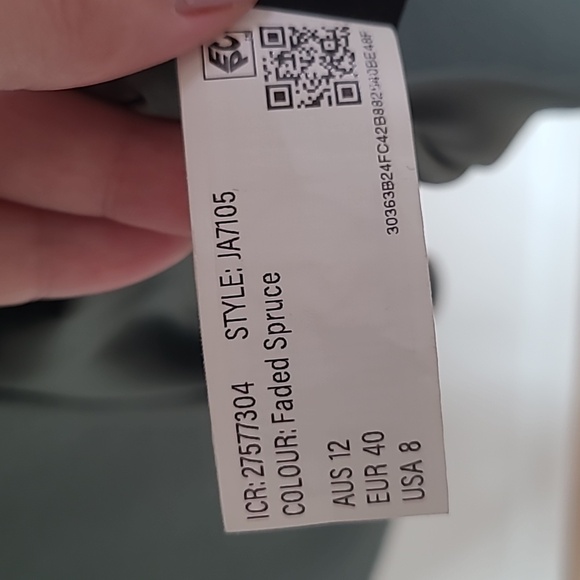 ICR: 27577304 STYLE: JA7105
COLOUR: Faded Spruce
AUS 12
EUR 40
USA 8